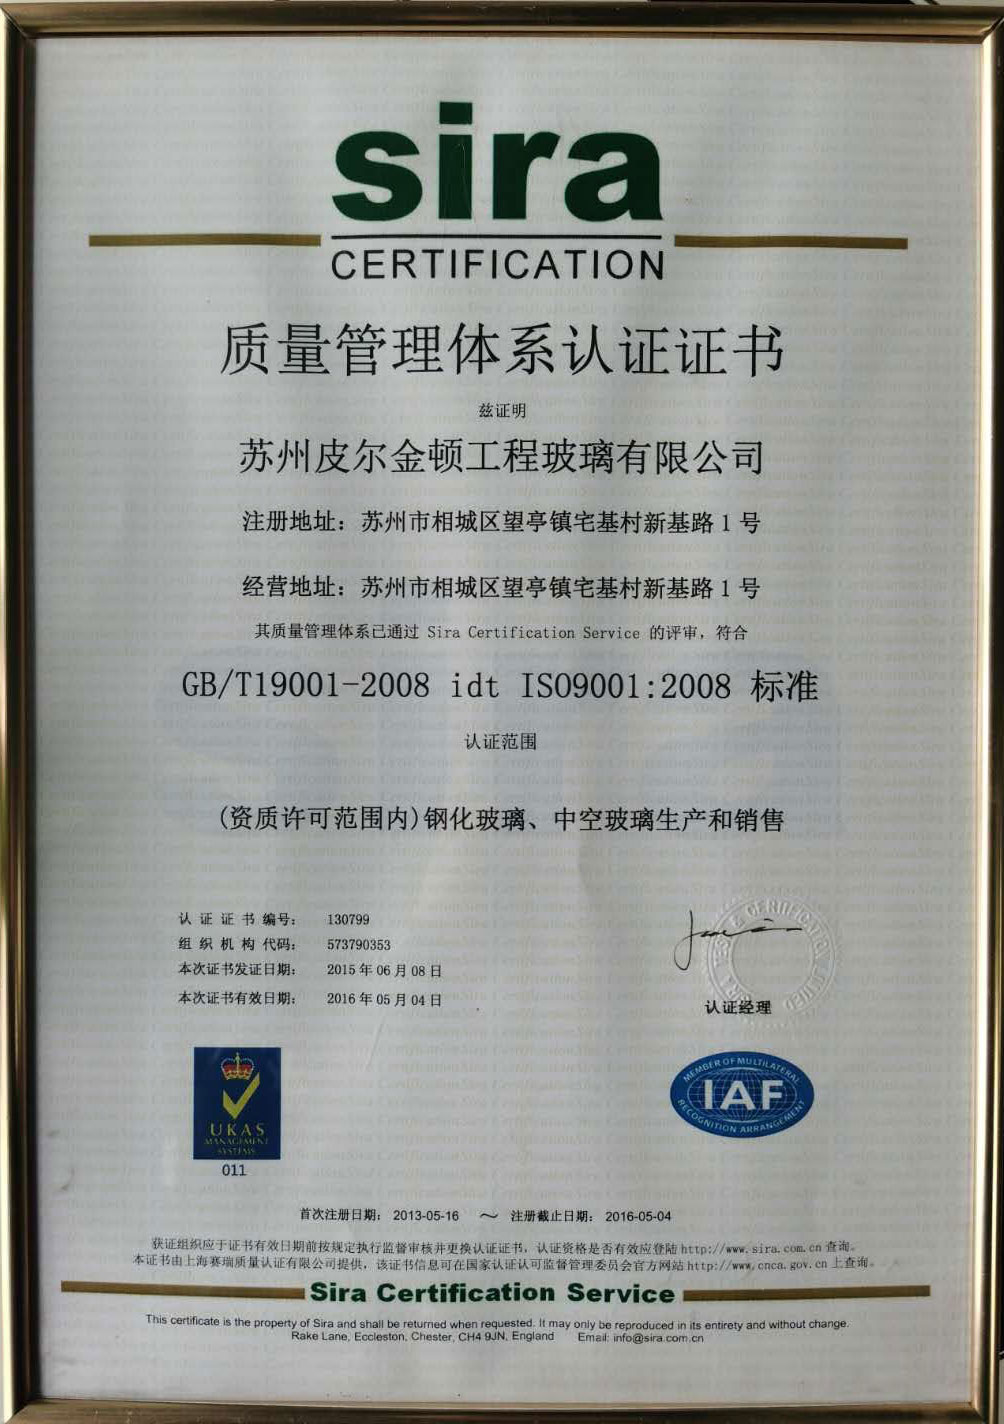 sira
CERTIFICATION
质量管理体系认证证书
兹证明
苏州皮尔金顿工程玻璃有限公司
注册地址：苏州市相城区望亭镇宅基村新基路1号
经营地址：苏州市相城区望亭镇宅基村新基路1号
其质量管理体系已通过 Sira Certification Service 的评审，符合
GB/T19001-2008 idt ISO9001:2008 标准
认证范围
(资质许可范围内)钢化玻璃、中空玻璃生产和销售
认证证书编号： 130799
组织机构代码： 573790353
本次证书发证日期： 2015年06月08日
本次证书有效日期： 2016年05月04日
认证经理
UKAS
MANAGEMENT
SYSTEMS
011
MEMBER OF MULTILATERAL
IAF
RECOGNITION ARRANGEMENT
首次注册日期： 2013-05-16 ～ 注册截止日期： 2016-05-04
获证组织应于证书有效日期前按规定执行监督审核并更换认证证书，认证资格是否有效应登陆http://www.sira.com.cn查询。
本证书由上海赛瑞质量认证有限公司提供，该证书信息可在国家认证认可监督管理委员会官方网站http://www.cnca.gov.cn上查询。
Sira Certification Service
This certificate is the property of Sira and shall be returned when requested. It may only be reproduced in its entirety and without change.
Rake Lane, Eccleston, Chester, CH4 9JN, England Email: info@sira.com.cn